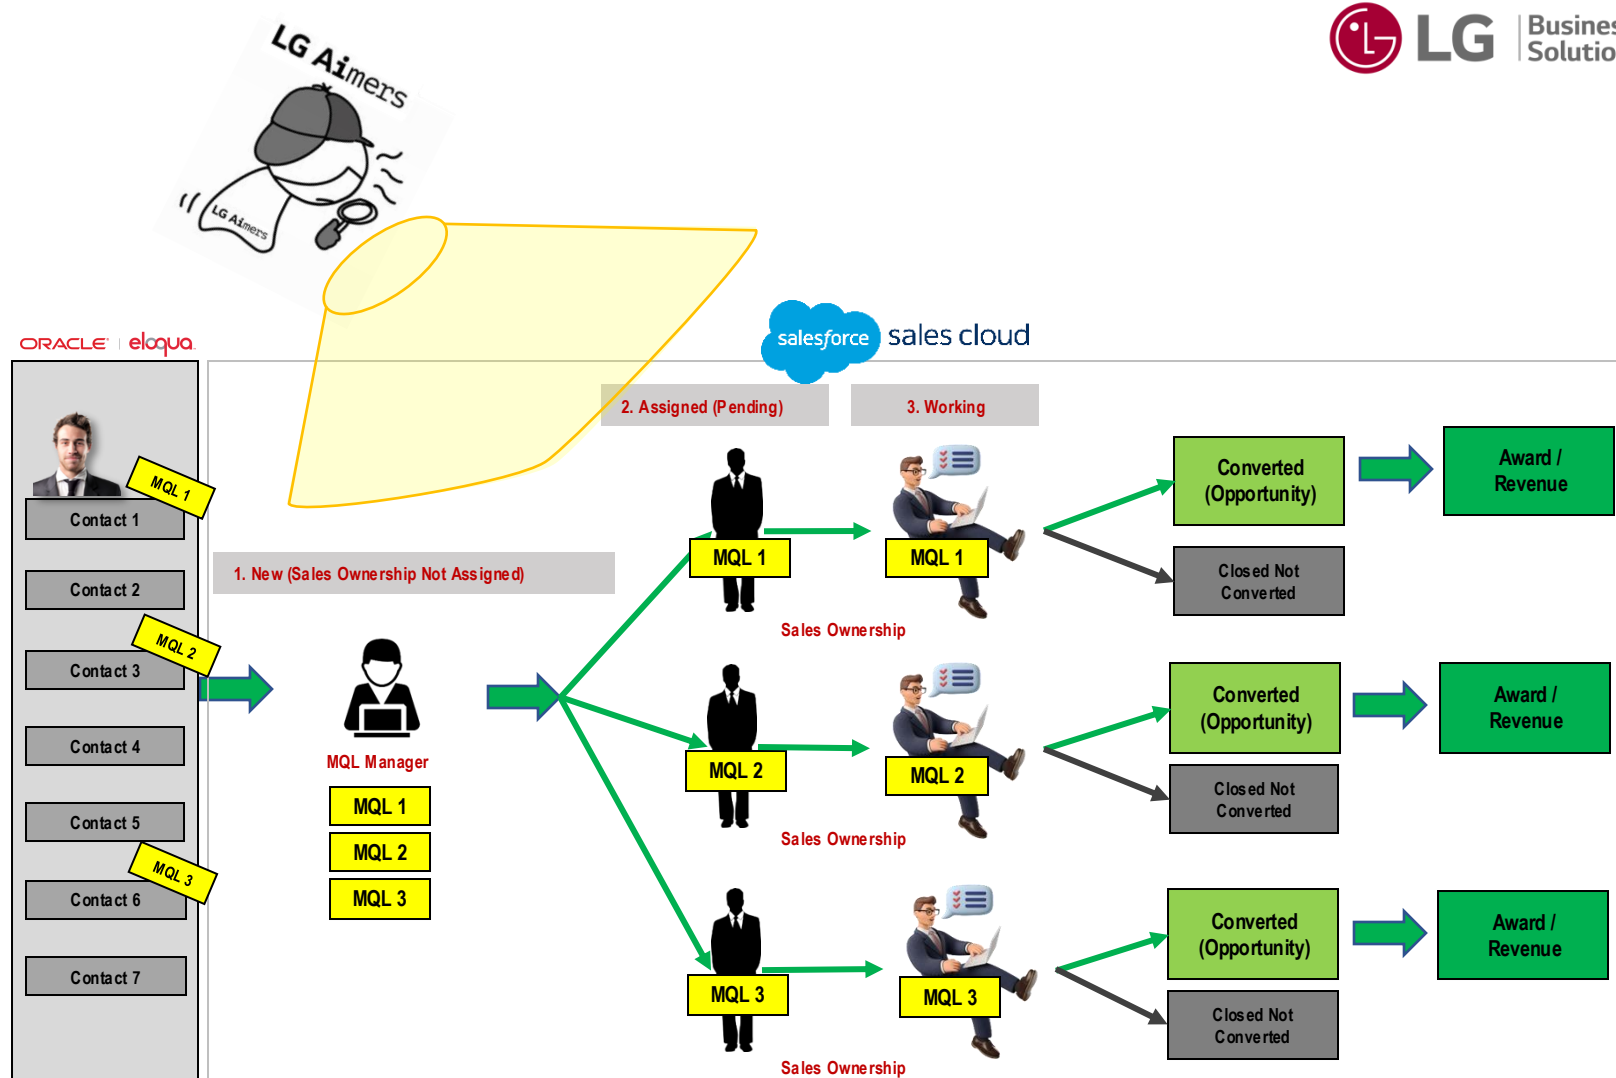 LG Aimers
LG Aimers
LG
LG
Busines
Solutio
ORACLE
eloqua
salesforce
sales cloud
2. Assigned (Pending)
3. Working
1. New (Sales Ownership Not Assigned)
MQL 1
Contact 1
Contact 2
MQL 2
Contact 3
Contact 4
Contact 5
MQL 3
Contact 6
Contact 7
MQL Manager
MQL 1
MQL 2
MQL 3
MQL 1
Sales Ownership
MQL 1
Converted
(Opportunity)
Award /
Revenue
Closed Not
Converted
MQL 2
Sales Ownership
MQL 2
Converted
(Opportunity)
Award /
Revenue
Closed Not
Converted
MQL 3
Sales Ownership
MQL 3
Converted
(Opportunity)
Award /
Revenue
Closed Not
Converted